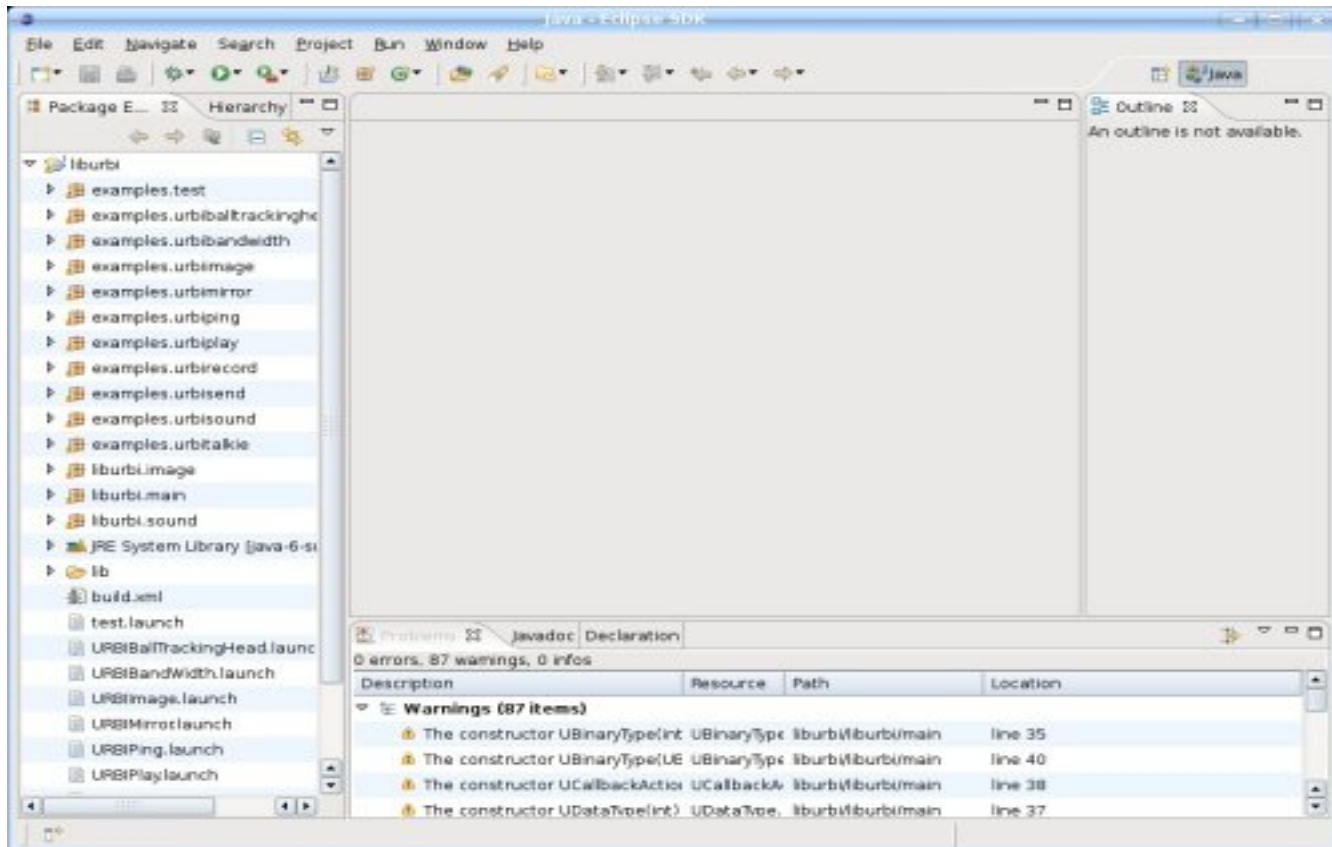 Java - Eclipse SDK
File Edit Navigate Search Project Run Window Help
Java
Package E... Hierarchy
Outline
An outline is not available.
liburbi
examples.test
examples.urbiballtrackinghe
examples.urbibandwidth
examples.urbiimage
examples.urbimirror
examples.urbiping
examples.urbiplay
examples.urbirecord
examples.urbisend
examples.urbisound
examples.urbitalkie
liburbi.image
liburbi.main
liburbi.sound
JRE System Library [java-6-su
lib
build.xml
test.launch
URBIBallTrackingHead.launc
URBIBandWidth.launch
URBIImage.launch
URBIMirror.launch
URBIPing.launch
URBIPlay.launch
Problems Javadoc Declaration
0 errors, 87 warnings, 0 infos
Description Resource Path Location
Warnings (87 items)
The constructor UBinaryType(int UBinaryType liburbi/liburbi/main line 35
The constructor UBinaryType(UB UBinaryType liburbi/liburbi/main line 40
The constructor UCallbackAction UCallbackA liburbi/liburbi/main line 38
The constructor UDataType(int) UDataType. liburbi/liburbi/main line 37